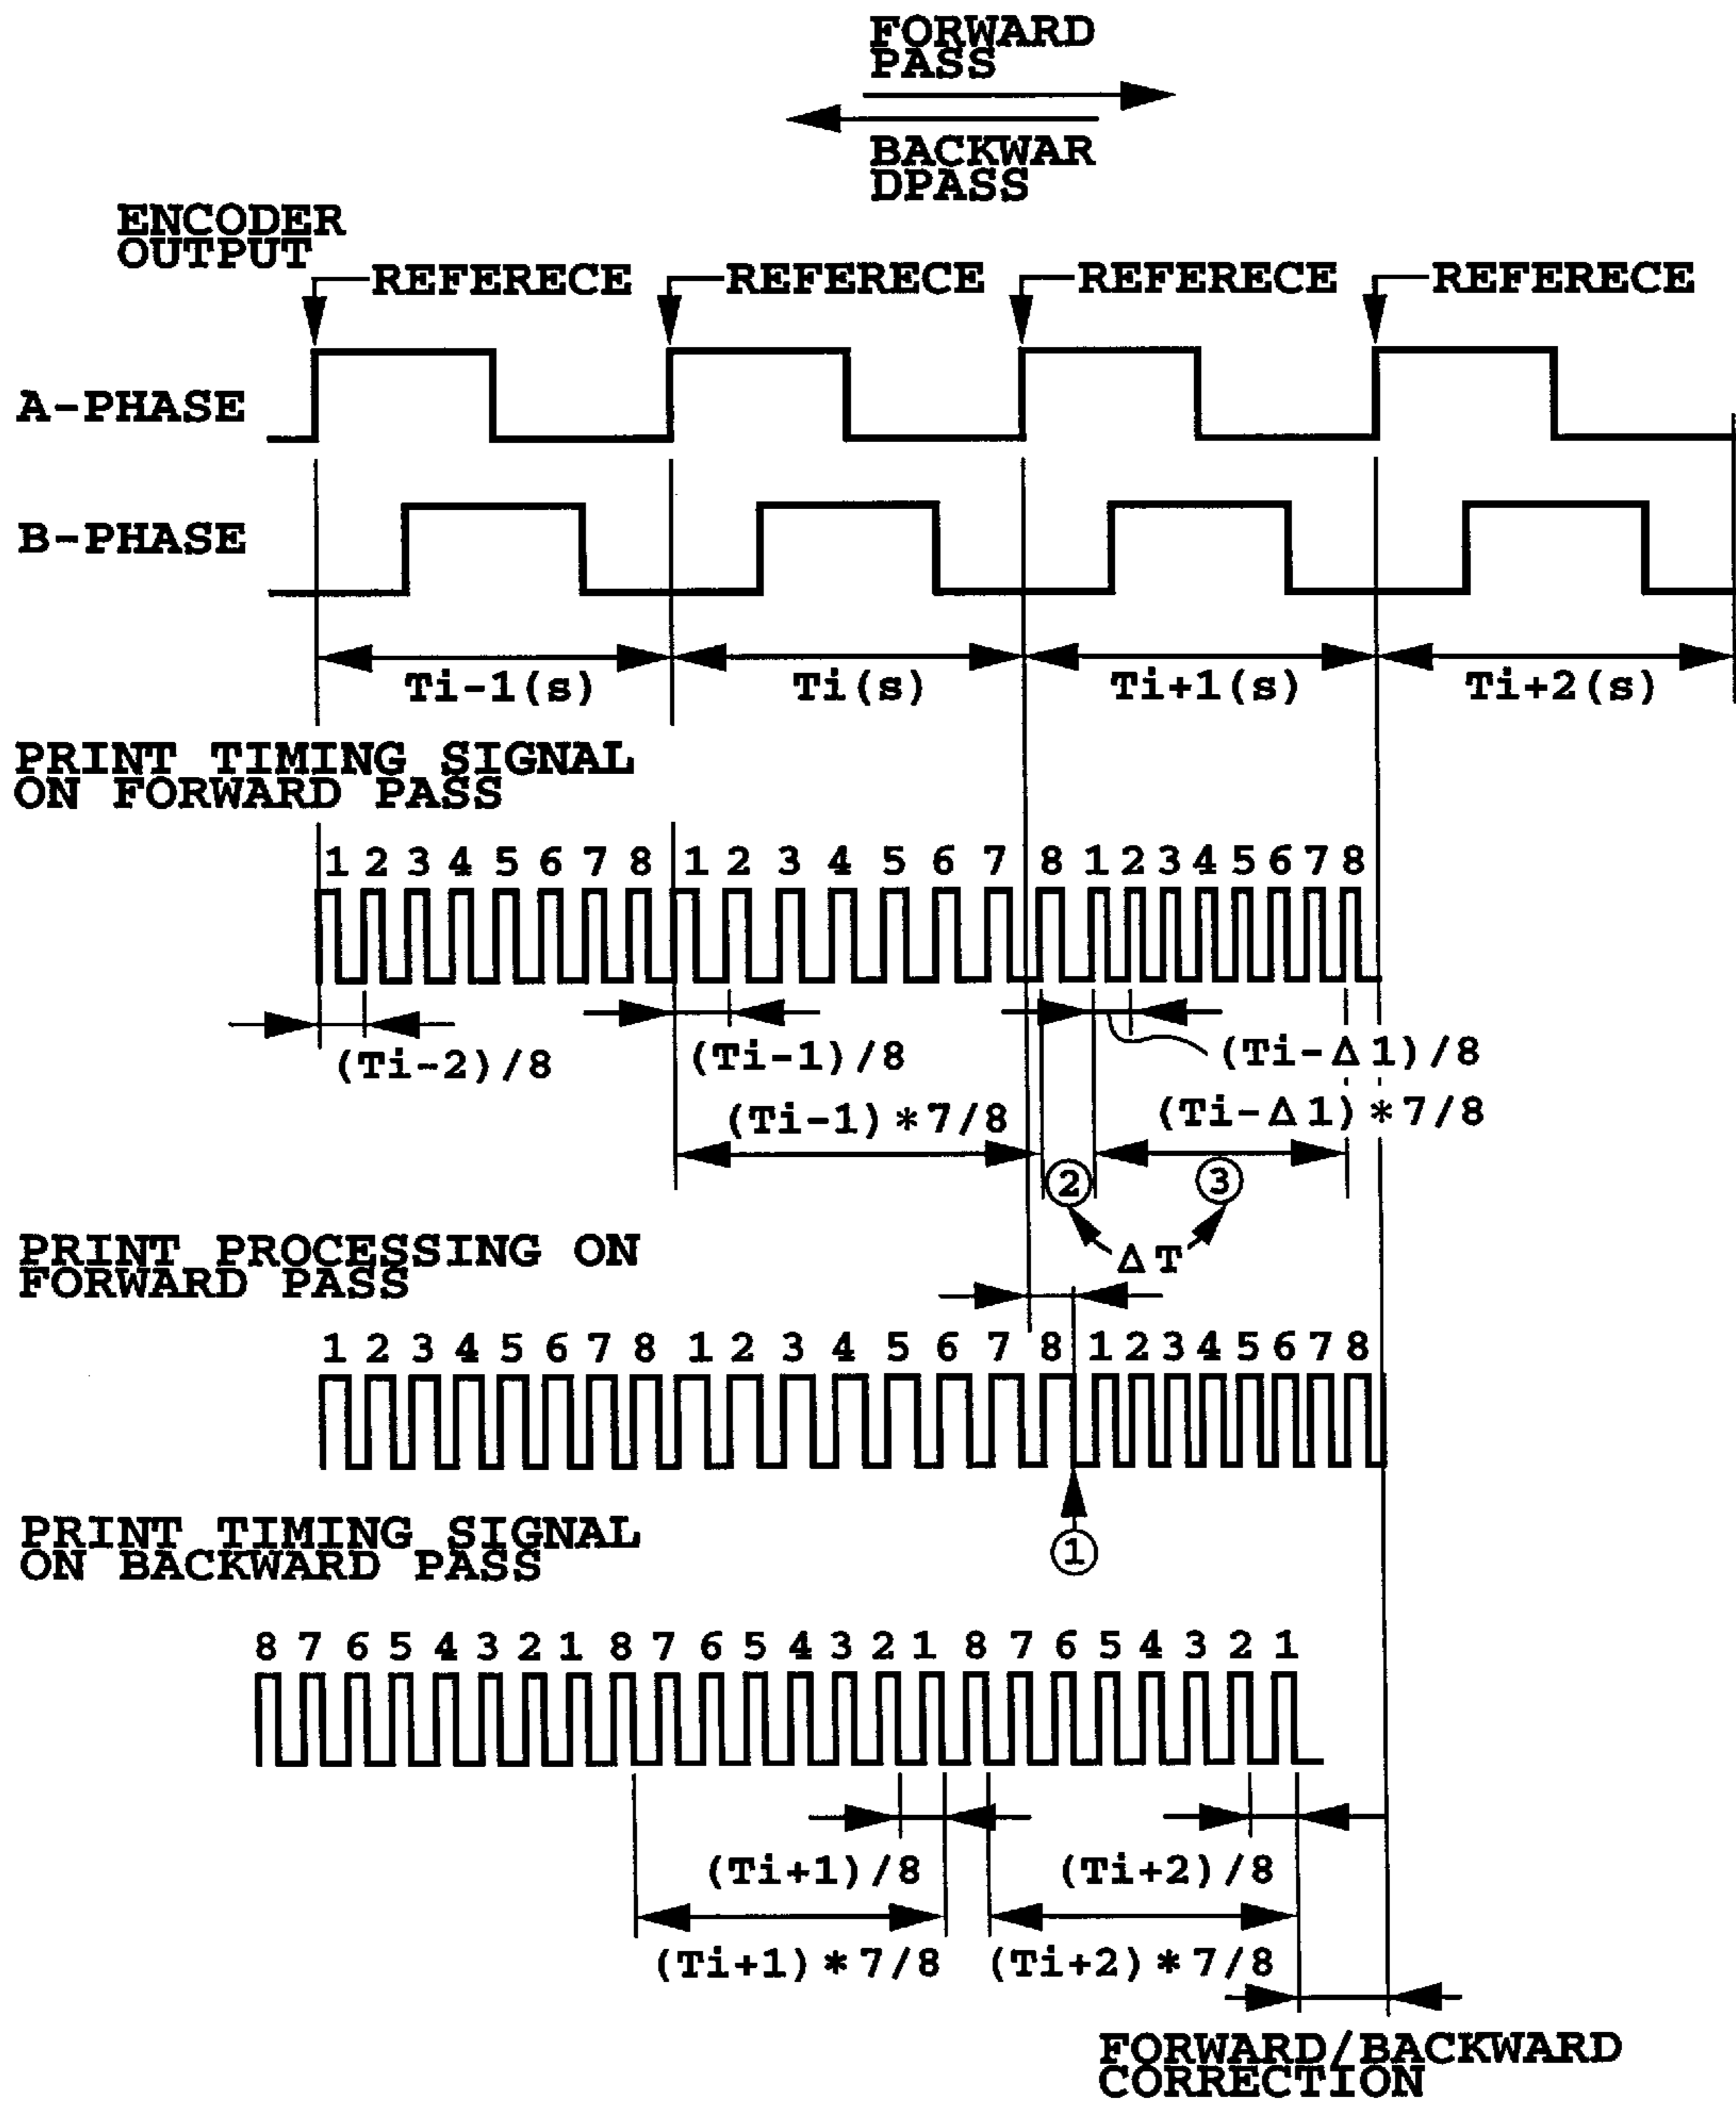 FORWARD
PASS
BACKWAR
DPASS
ENCODER
OUTPUT
REFERECE REFERECE REFERECE REFERECE
A-PHASE
B-PHASE
Ti-1(s) Ti(s) Ti+1(s) Ti+2(s)
PRINT TIMING SIGNAL
ON FORWARD PASS
1 2 3 4 5 6 7 8 1 2 3 4 5 6 7 8 1 2 3 4 5 6 7 8
(Ti-2)/8 (Ti-1)/8 (Ti-Δ1)/8
(Ti-1)*7/8 (Ti-Δ1)*7/8
② ③
ΔT
PRINT PROCESSING ON
FORWARD PASS
1 2 3 4 5 6 7 8 1 2 3 4 5 6 7 8 1 2 3 4 5 6 7 8
①
PRINT TIMING SIGNAL
ON BACKWARD PASS
8 7 6 5 4 3 2 1 8 7 6 5 4 3 2 1 8 7 6 5 4 3 2 1
(Ti+1)/8 (Ti+2)/8
(Ti+1)*7/8 (Ti+2)*7/8
FORWARD/BACKWARD
CORRECTION